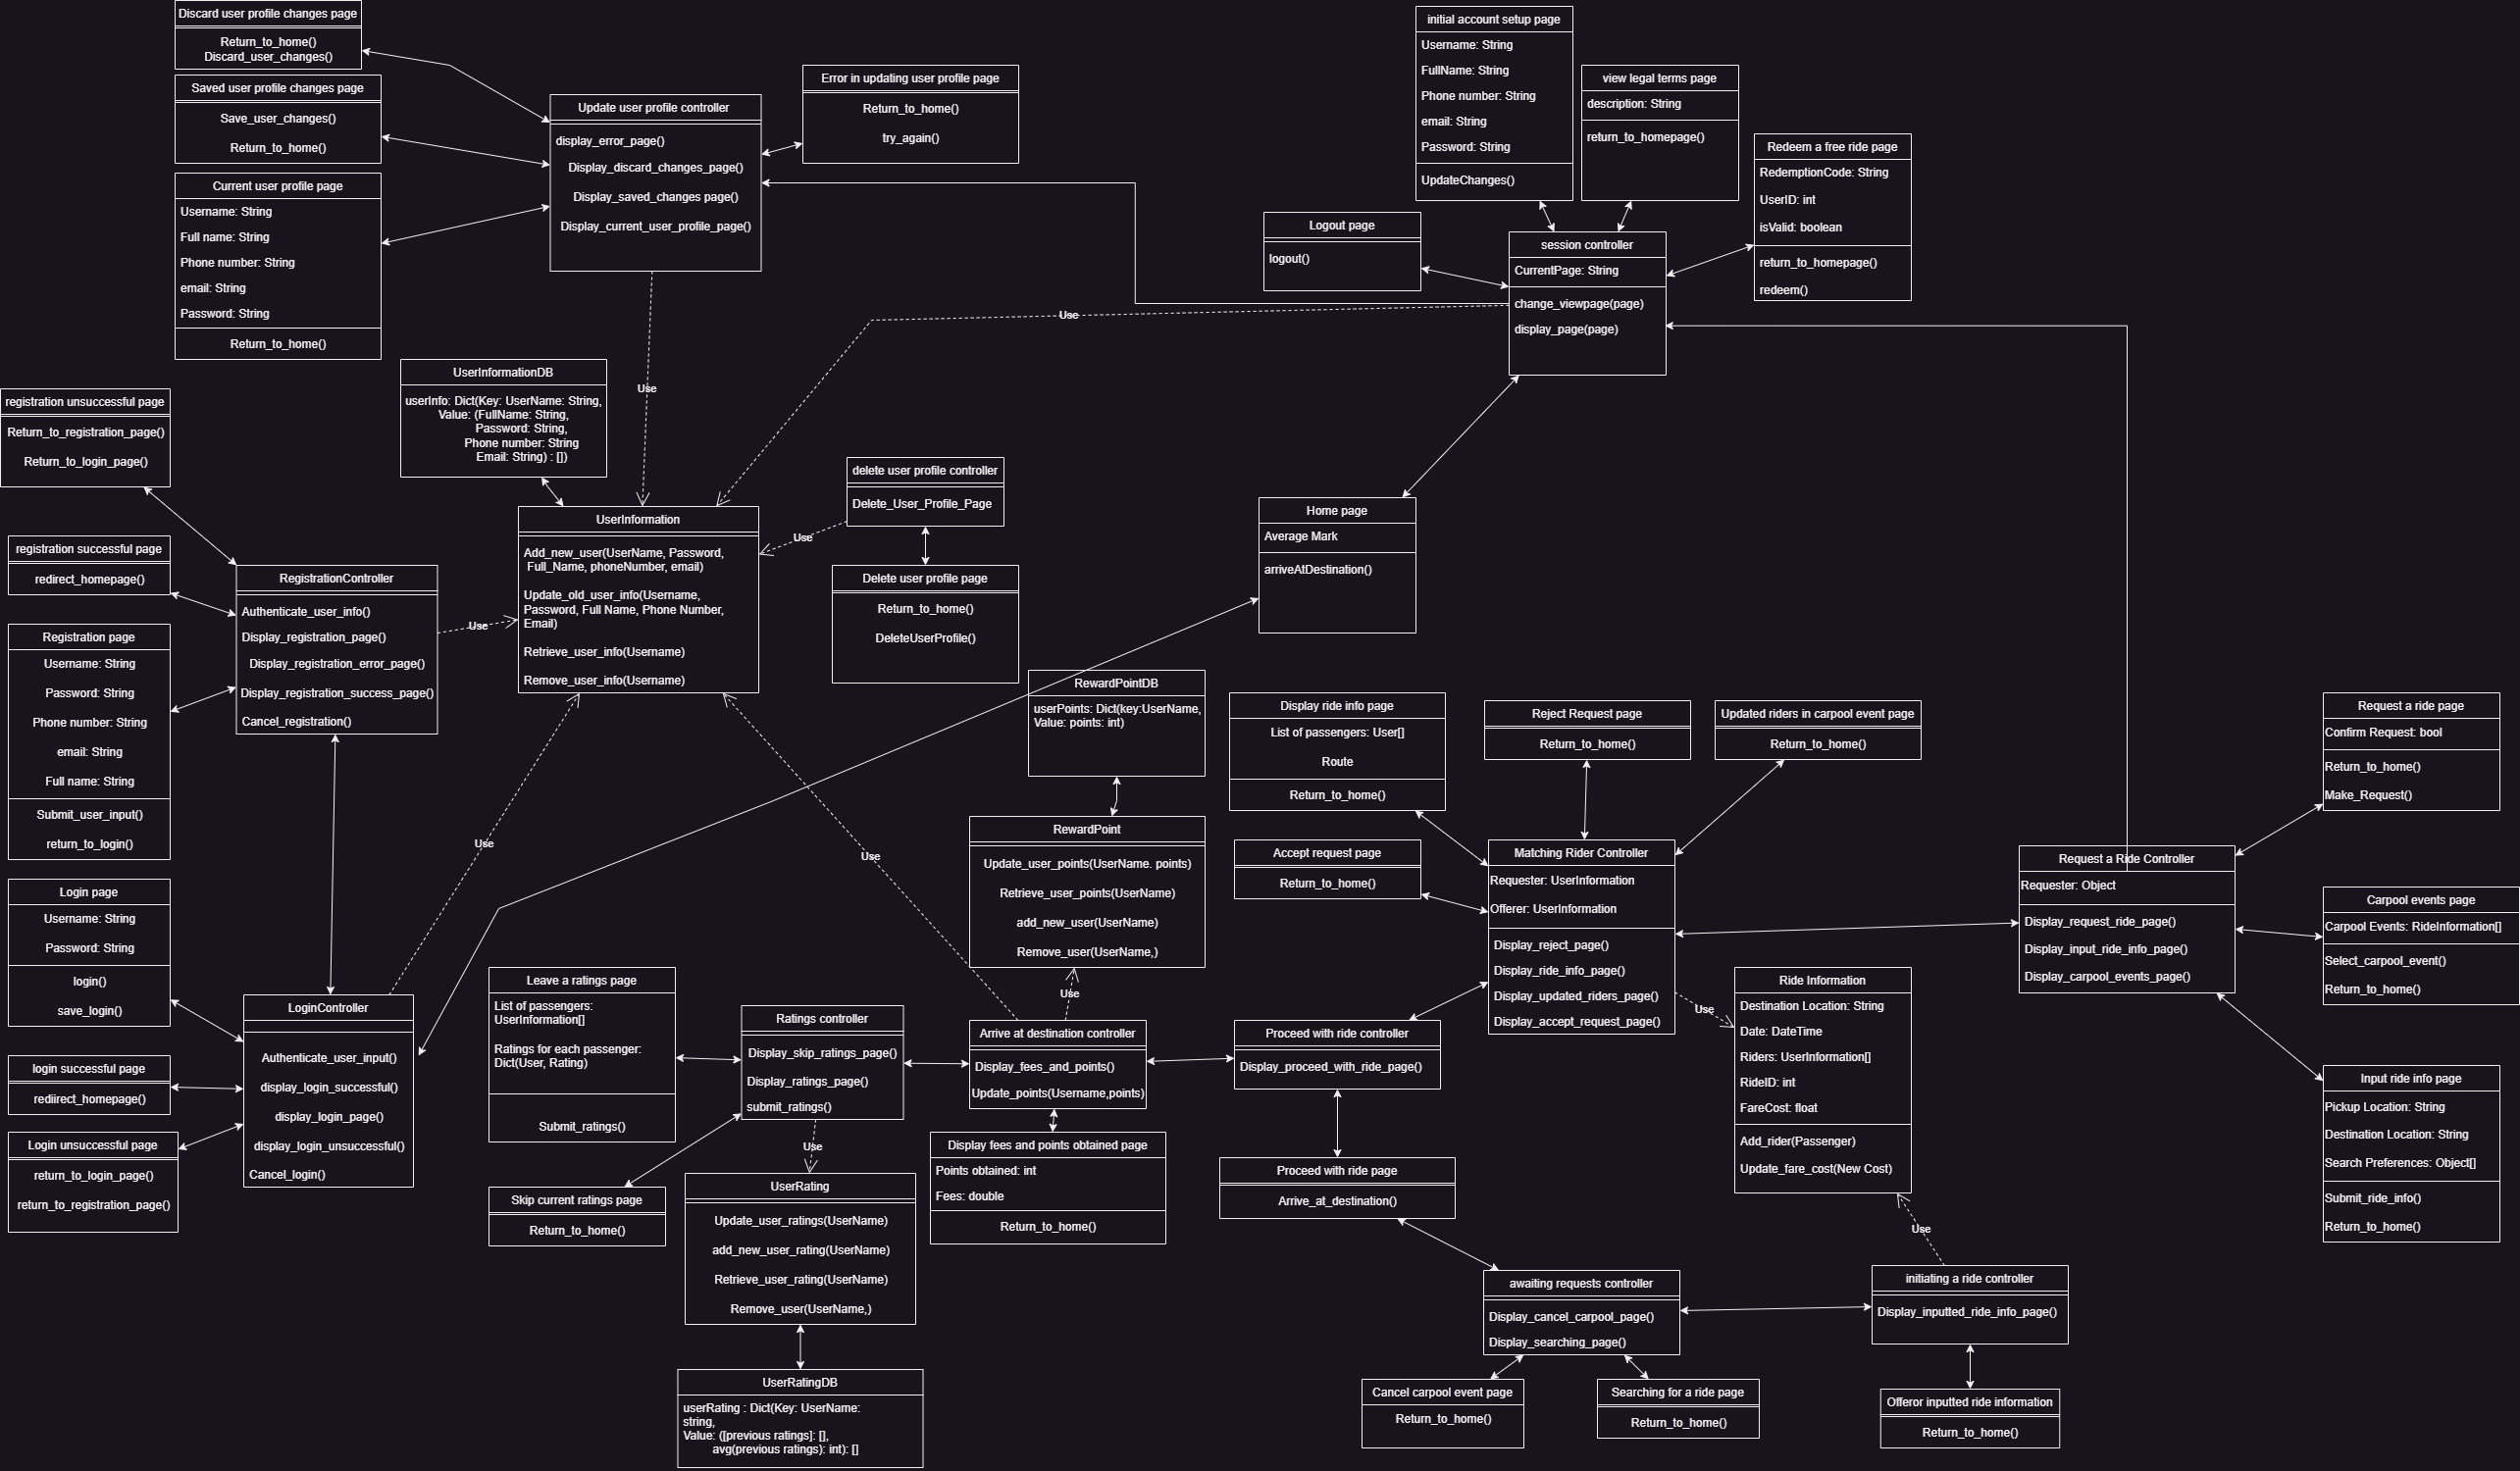 Discard user profile changes page
Return_to_home()
Discard_user_changes()
Saved user profile changes page
Save_user_changes()
Return_to_home()
Current user profile page
Username: String
Full name: String
Phone number: String
email: String
Password: String
Return_to_home()
Update user profile controller
display_error_page()
Display_discard_changes_page()
Display_saved_changes page()
Display_current_user_profile_page()
Error in updating user profile page
Return_to_home()
try_again()
initial account setup page
Username: String
FullName: String
Phone number: String
email: String
Password: String
UpdateChanges()
view legal terms page
description: String
return_to_homepage()
Redeem a free ride page
RedemptionCode: String
UserID: int
isValid: boolean
return_to_homepage()
redeem()
Logout page
logout()
session controller
CurrentPage: String
change_viewpage(page)
display_page(page)
Use
Use
UserInformationDB
userInfo: Dict(Key: UserName: String,
Value: (FullName: String,
Password: String,
Phone number: String
Email: String) : [])
registration unsuccessful page
Return_to_registration_page()
Return_to_login_page()
registration successful page
redirect_homepage()
Registration page
Username: String
Password: String
Phone number: String
email: String
Full name: String
Submit_user_input()
return_to_login()
RegistrationController
Authenticate_user_info()
Display_registration_page()
Display_registration_error_page()
Display_registration_success_page()
Cancel_registration()
Use
UserInformation
Add_new_user(UserName, Password,
Full_Name, phoneNumber, email)
Update_old_user_info(Username,
Password, Full Name, Phone Number,
Email)
Retrieve_user_info(Username)
Remove_user_info(Username)
delete user profile controller
Delete_User_Profile_Page
Use
Delete user profile page
Return_to_home()
DeleteUserProfile()
Home page
Average Mark
arriveAtDestination()
RewardPointDB
userPoints: Dict(key:UserName,
Value: points: int)
RewardPoint
Update_user_points(UserName. points)
Retrieve_user_points(UserName)
add_new_user(UserName)
Remove_user(UserName,)
Use
Use
Use
Login page
Username: String
Password: String
login()
save_login()
login successful page
rediirect_homepage()
Login unsuccessful page
return_to_login_page()
return_to_registration_page()
LoginController
Authenticate_user_input()
display_login_successful()
display_login_page()
display_login_unsuccessful()
Cancel_login()
Leave a ratings page
List of passengers:
UserInformation[]
Ratings for each passenger:
Dict(User, Rating)
Submit_ratings()
Skip current ratings page
Return_to_home()
Ratings controller
Display_skip_ratings_page()
Display_ratings_page()
submit_ratings()
Use
UserRating
Update_user_ratings(UserName)
add_new_user_rating(UserName)
Retrieve_user_rating(UserName)
Remove_user(UserName,)
UserRatingDB
userRating : Dict(Key: UserName:
string,
Value: ([previous ratings]: [],
avg(previous ratings): int): []
Arrive at destination controller
Display_fees_and_points()
Update_points(Username,points)
Display fees and points obtained page
Points obtained: int
Fees: double
Return_to_home()
Display ride info page
List of passengers: User[]
Route
Return_to_home()
Reject Request page
Return_to_home()
Updated riders in carpool event page
Return_to_home()
Accept request page
Return_to_home()
Matching Rider Controller
Requester: UserInformation
Offerer: UserInformation
Display_reject_page()
Display_ride_info_page()
Display_updated_riders_page()
Display_accept_request_page()
Use
Proceed with ride controller
Display_proceed_with_ride_page()
Proceed with ride page
Arrive_at_destination()
Ride Information
Destination Location: String
Date: DateTime
Riders: UserInformation[]
RideID: int
FareCost: float
Add_rider(Passenger)
Update_fare_cost(New Cost)
Use
Request a Ride Controller
Requester: Object
Display_request_ride_page()
Display_input_ride_info_page()
Display_carpool_events_page()
Request a ride page
Confirm Request: bool
Return_to_home()
Make_Request()
Carpool events page
Carpool Events: RideInformation[]
Select_carpool_event()
Return_to_home()
Input ride info page
Pickup Location: String
Destination Location: String
Search Preferences: Object[]
Submit_ride_info()
Return_to_home()
awaiting requests controller
Display_cancel_carpool_page()
Display_searching_page()
initiating a ride controller
Display_inputted_ride_info_page()
Cancel carpool event page
Return_to_home()
Searching for a ride page
Return_to_home()
Offeror inputted ride information
Return_to_home()